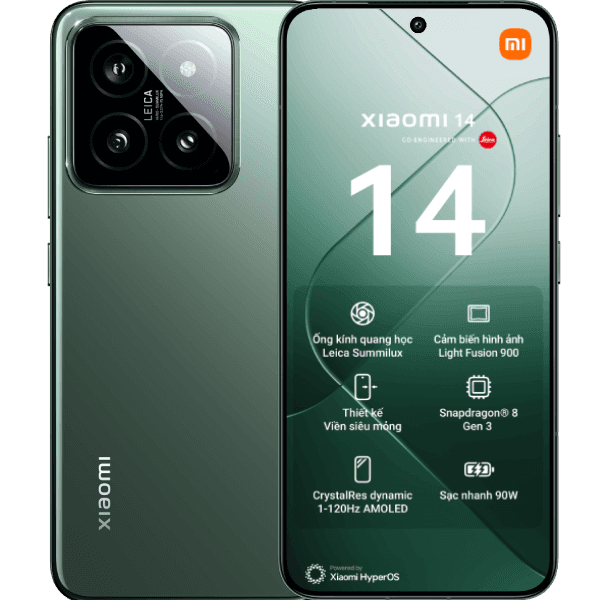 LEICA
xiaomi
mi
xiaomi 14
CO-ENGINEERED WITH Leica
14
Ống kính quang học
Leica Summilux
Cảm biến hình ảnh
Light Fusion 900
Thiết kế
Viền siêu mỏng
Snapdragon® 8
Gen 3
CrystalRes dynamic
1-120Hz AMOLED
Sạc nhanh 90W
Powered by
Xiaomi HyperOS